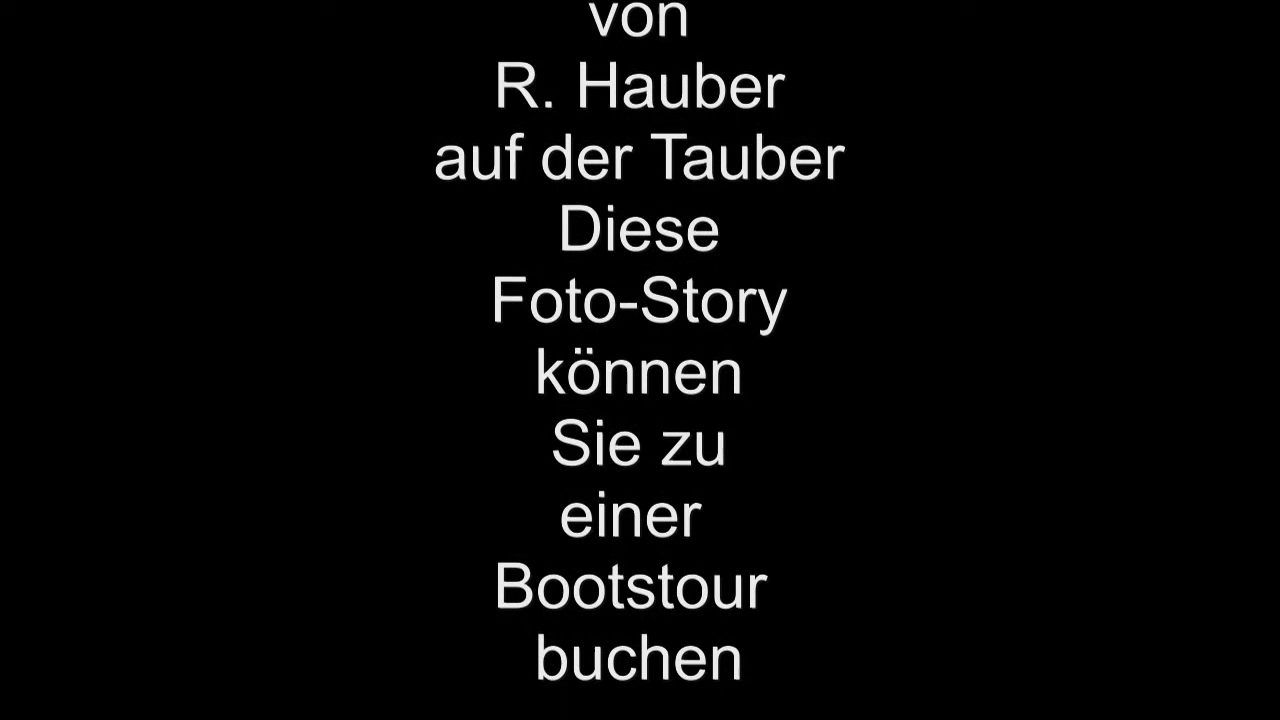 von
R. Hauber
auf der Tauber
Diese
Foto-Story
können
Sie zu
einer
Bootstour
buchen